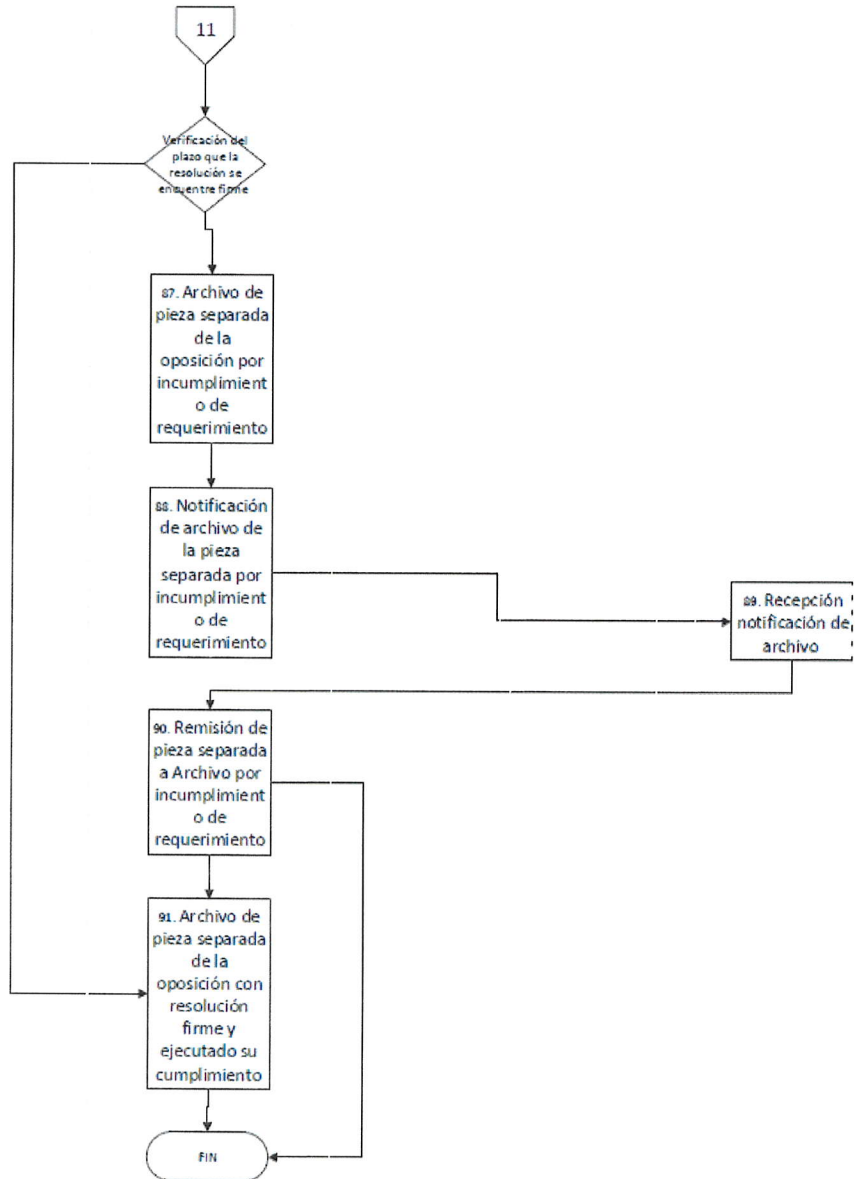 11
Verificación del
plazo que la
resolución se
encuentre firme
87. Archivo de
pieza separada
de la
oposición por
incumplimient
o de
requerimiento
88. Notificación
de archivo de
la pieza
separada por
incumplimient
o de
requerimiento
89. Recepción
notificación de
archivo
90. Remisión de
pieza separada
a Archivo por
incumplimient
o de
requerimiento
91. Archivo de
pieza separada
de la
oposición con
resolución
firme y
ejecutado su
cumplimiento
FIN